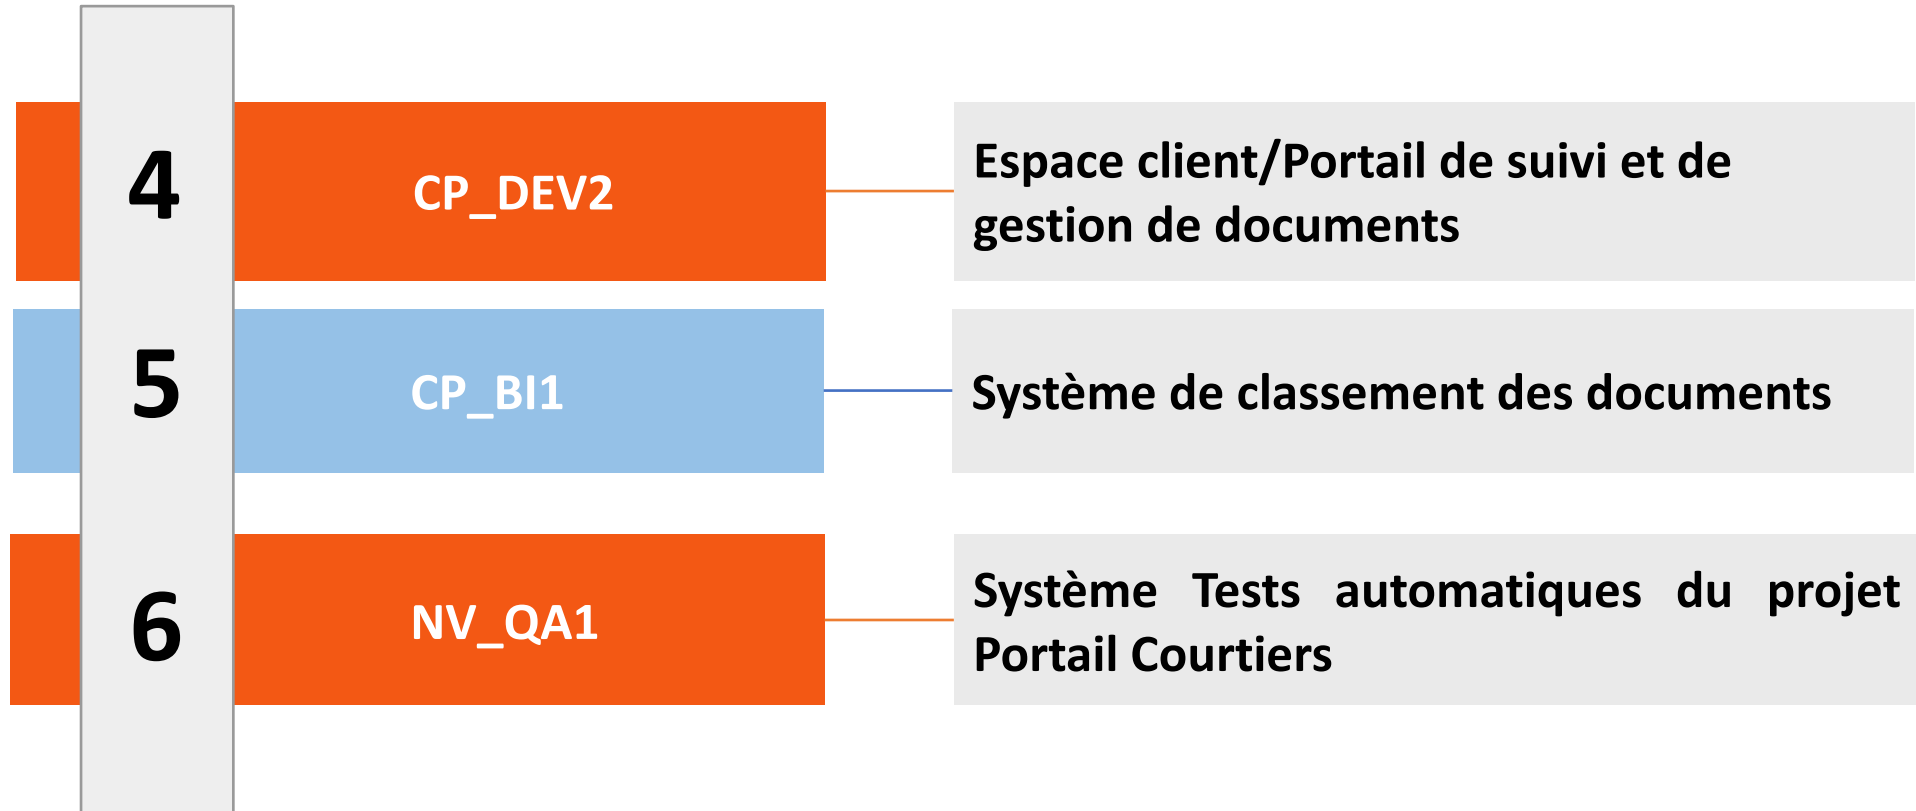 4
CP_DEV2
Espace client/Portail de suivi et de
gestion de documents
5
CP_BI1
Système de classement des documents
6
NV_QA1
Système Tests automatiques du projet
Portail Courtiers